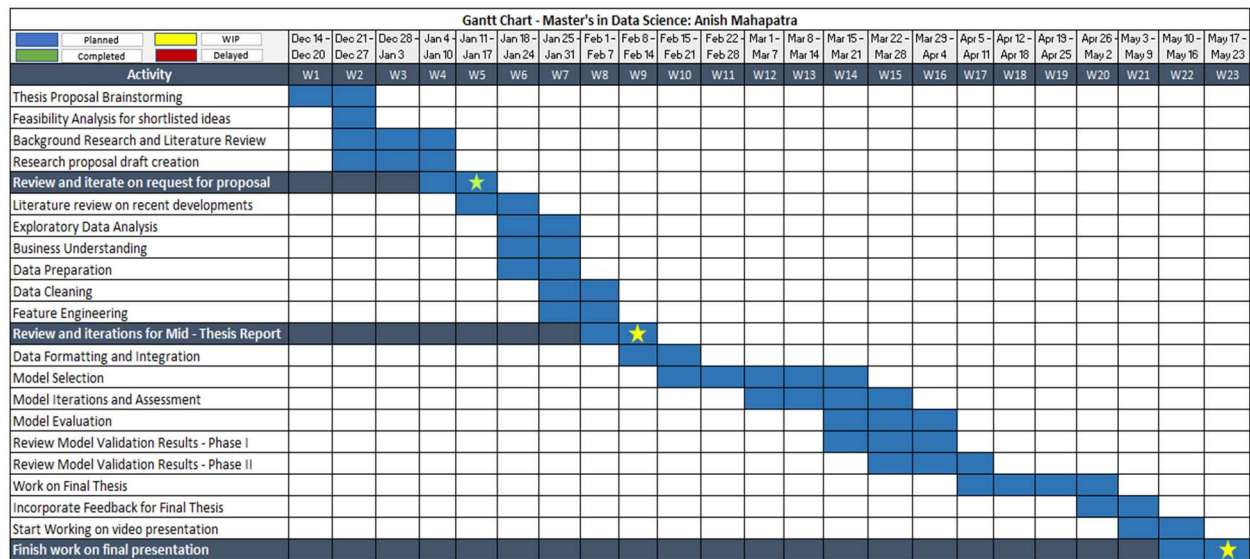 Gantt Chart - Master's in Data Science: Anish Mahapatra
Planned WIP Dec 14 - Dec 21 - Dec 28 - Jan 4 - Jan 11 - Jan 18 - Jan 25 - Feb 1 - Feb 8 - Feb 15 - Feb 22 - Mar 1 - Mar 8 - Mar 15 - Mar 22 - Mar 29 - Apr 5 - Apr 12 - Apr 19 - Apr 26 - May 3 - May 10 - May 17 -
Completed Delayed Dec 20 Dec 27 Jan 3 Jan 10 Jan 17 Jan 24 Jan 31 Feb 7 Feb 14 Feb 21 Feb 28 Mar 7 Mar 14 Mar 21 Mar 28 Apr 4 Apr 11 Apr 18 Apr 25 May 2 May 9 May 16 May 23
Activity W1 W2 W3 W4 W5 W6 W7 W8 W9 W10 W11 W12 W13 W14 W15 W16 W17 W18 W19 W20 W21 W22 W23
Thesis Proposal Brainstorming
Feasibility Analysis for shortlisted ideas
Background Research and Literature Review
Research proposal draft creation
Review and iterate on request for proposal
Literature review on recent developments
Exploratory Data Analysis
Business Understanding
Data Preparation
Data Cleaning
Feature Engineering
Review and iterations for Mid - Thesis Report
Data Formatting and Integration
Model Selection
Model Iterations and Assessment
Model Evaluation
Review Model Validation Results - Phase I
Review Model Validation Results - Phase II
Work on Final Thesis
Incorporate Feedback for Final Thesis
Start Working on video presentation
Finish work on final presentation